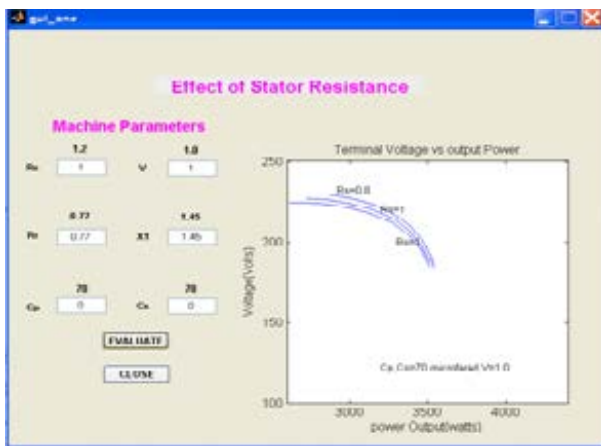 gui_one
Effect of Stator Resistance
Machine Parameters
1.2 1.0
Rs 1 V 1
0.77 1.45
Rr 0.77 X1 1.45
70 70
Cp 0 Cs 0
EVALUATE
CLOSE
Terminal Voltage vs output Power
250
200
150
100
Voltage(Volts)
Rs=0.8
Rs=1
3000 3500 4000
power Output(watts)